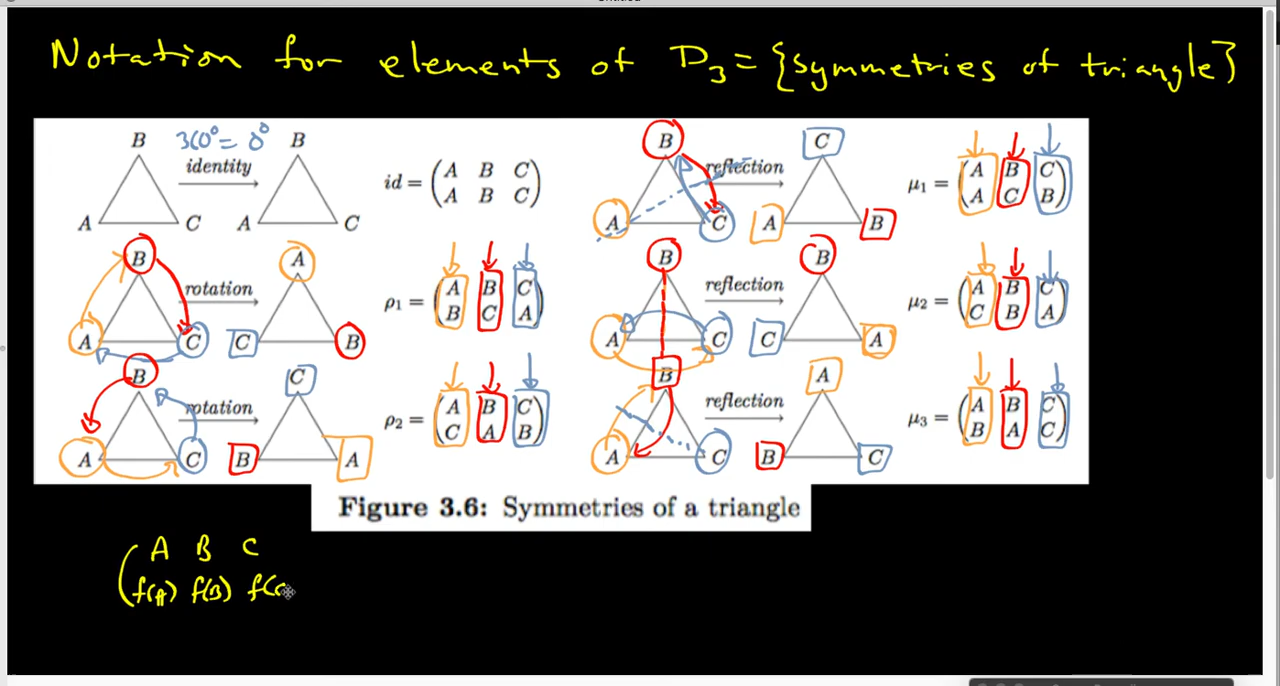 Untitled
Notation for elements of D3 = {symmetries of triangle}
B 360° = 0° B
identity
A C A C
id = (A B C
A B C)
B A
rotation
A C C B
ρ1 = (A B C
B C A)
B C
rotation
A C B A
ρ2 = (A B C
C A B)
B C
reflection
A C A B
μ1 = (A B C
A C B)
B B
reflection
A C C A
μ2 = (A B C
C B A)
B A
reflection
A C B C
μ3 = (A B C
B A C)
Figure 3.6: Symmetries of a triangle
(A B C
f(A) f(B) f(C